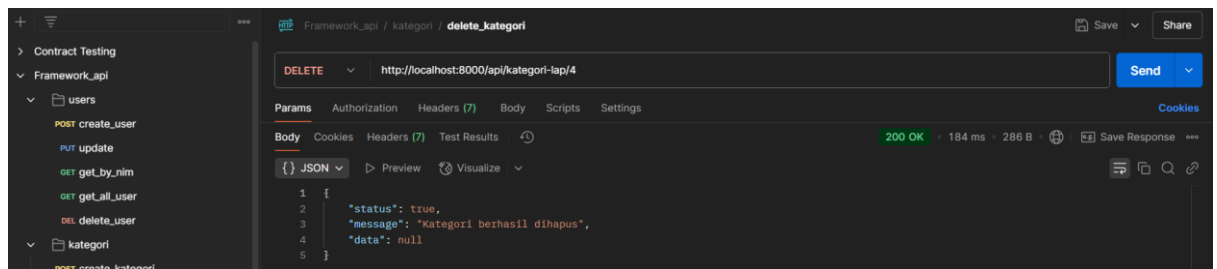 Framework_api / kategori / delete_kategori
Save
Share
Contract Testing
Framework_api
users
POST create_user
PUT update
GET get_by_nim
GET get_all_user
DEL delete_user
kategori
POST create_kategori
DELETE
http://localhost:8000/api/kategori-lap/4
Send
Params Authorization Headers (7) Body Scripts Settings
Cookies
Body Cookies Headers (7) Test Results
200 OK • 184 ms • 286 B
Save Response
{} JSON
Preview
Visualize
1 {
2 "status": true,
3 "message": "Kategori berhasil dihapus",
4 "data": null
5 }